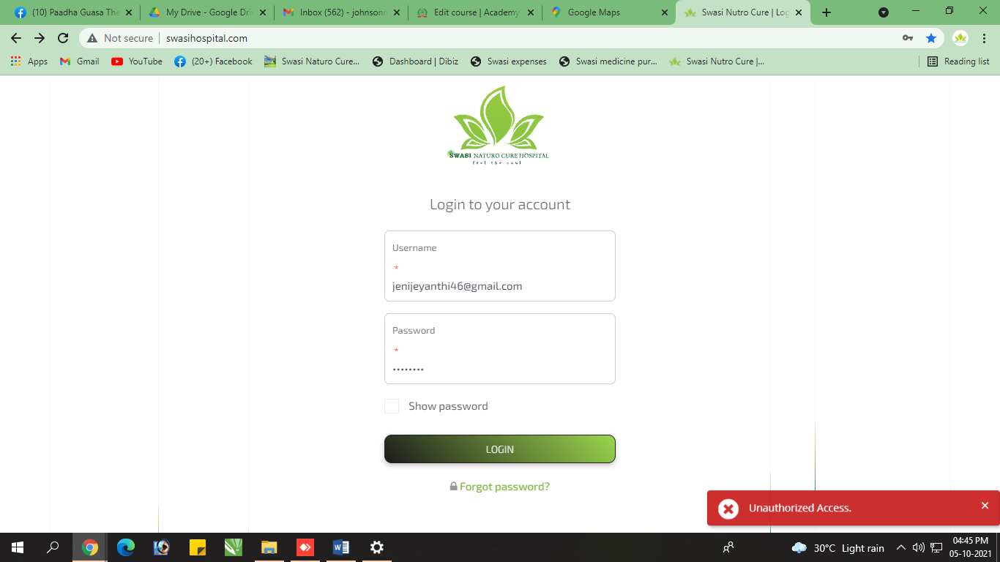 (10) Paadha Guasa The
My Drive - Google Dri
Inbox (562) - johnsonn
Edit course | Academy
Google Maps
Swasi Nutro Cure | Log
Not secure | swasihospital.com
Apps
Gmail
YouTube
(20+) Facebook
Swasi Naturo Cure...
Dashboard | Dibiz
Swasi expenses
Swasi medicine pur...
Swasi Nutro Cure |...
Reading list
SWASI NATURO CURE HOSPITAL
feel the soul
Login to your account
Username
*
jenijeyanthi46@gmail.com
Password
*
••••••••
Show password
LOGIN
Forgot password?
Unauthorized Access.
30°C Light rain
04:45 PM
05-10-2021